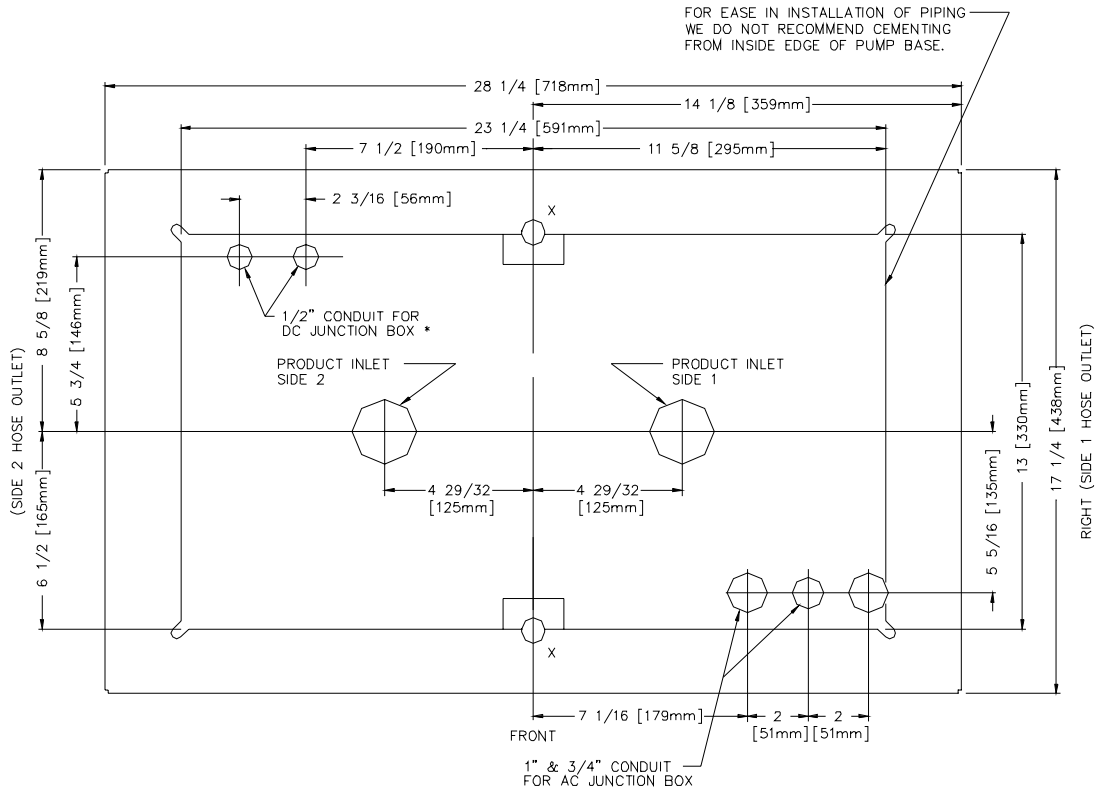 FOR EASE IN INSTALLATION OF PIPING
WE DO NOT RECOMMEND CEMENTING
FROM INSIDE EDGE OF PUMP BASE.
28 1/4 [718mm]
14 1/8 [359mm]
23 1/4 [591mm]
7 1/2 [190mm]
11 5/8 [295mm]
2 3/16 [56mm]
X
1/2" CONDUIT FOR
DC JUNCTION BOX *
PRODUCT INLET
SIDE 2
PRODUCT INLET
SIDE 1
(SIDE 2 HOSE OUTLET)
8 5/8 [219mm]
5 3/4 [146mm]
6 1/2 [165mm]
4 29/32
[125mm]
4 29/32
[125mm]
5 5/16 [135mm]
13 [330mm]
17 1/4 [438mm]
RIGHT (SIDE 1 HOSE OUTLET)
X
7 1/16 [179mm]
2
[51mm]
2
[51mm]
FRONT
1" & 3/4" CONDUIT
FOR AC JUNCTION BOX